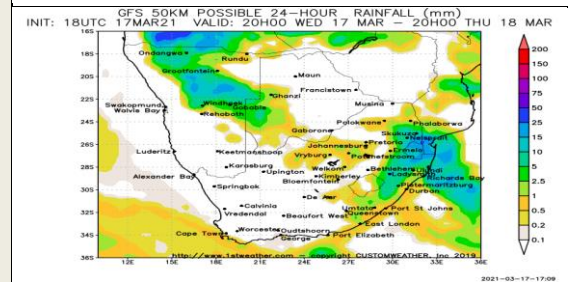 GFS 50KM POSSIBLE 24-HOUR RAINFALL (mm)
INIT: 18UTC 17MAR21 VALID: 20H00 WED 17 MAR - 20H00 THU 18 MAR
16S
18S
20S
22S
24S
26S
28S
30S
32S
34S
36S
Ondangwa
Rundu
Grootfontein
Maun
Francistown
Ghanzi
Musina
Windhoek
Gobabis
Swakopmund
Walvis Bay
Rehoboth
Polokwane
Phalaborwa
Gaborone
Skukuza
Nelspruit
Johannesburg
Pretoria
Luderitz
Keetmanshoop
Vryburg
Potchefstroom
Ermelo
Karasburg
Upington
Welkom
Bethlehem
Ladysmith
Alexander Bay
Kimberley
Bloemfontein
Richards Bay
Springbok
Pietermaritzburg
Durban
De Aar
Calvinia
Umtata
Port St Johns
Vredendal
Beaufort West
Queenstown
East London
Cape Town
Worcester
Oudtshoorn
George
Port Elizabeth
http://www.1stweather.com - copyright CUSTOMWEATHER, Inc 2019
12E 15E 18E 21E 24E 27E 30E 33E 36E
200
150
100
75
50
25
15
10
5
2.5
1
0.5
0.2
0.1
2021-03-17-17:09